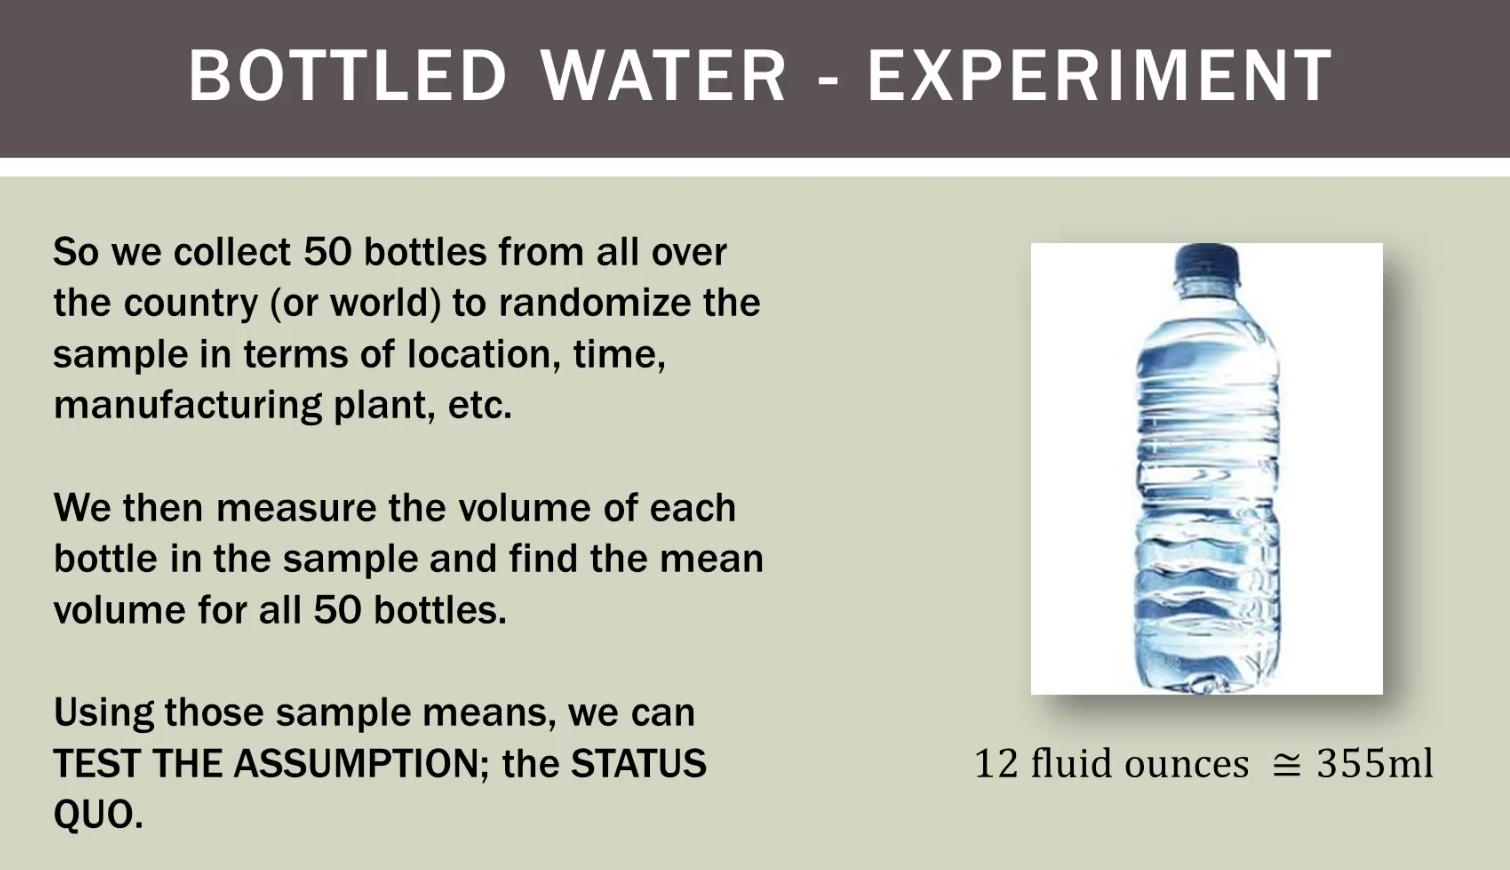 BOTTLED WATER - EXPERIMENT
So we collect 50 bottles from all over
the country (or world) to randomize the
sample in terms of location, time,
manufacturing plant, etc.
We then measure the volume of each
bottle in the sample and find the mean
volume for all 50 bottles.
Using those sample means, we can
TEST THE ASSUMPTION; the STATUS
QUO.
12 fluid ounces ≅ 355ml